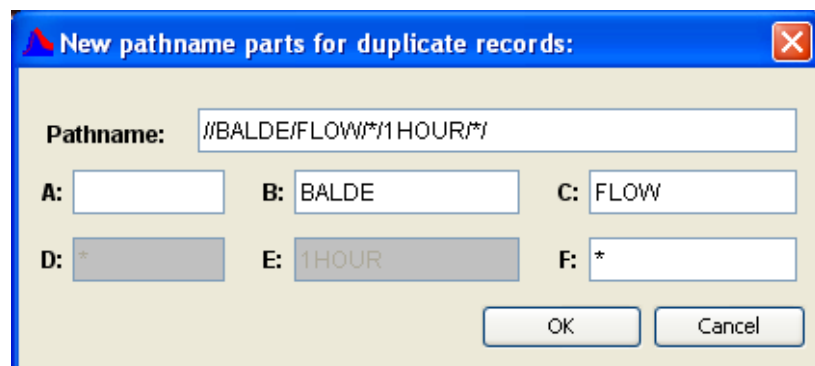 New pathname parts for duplicate records:
Pathname: //BALDE/FLOW/*/1HOUR/*/
A: B: BALDE C: FLOW
D: * E: 1HOUR F: *
OK Cancel